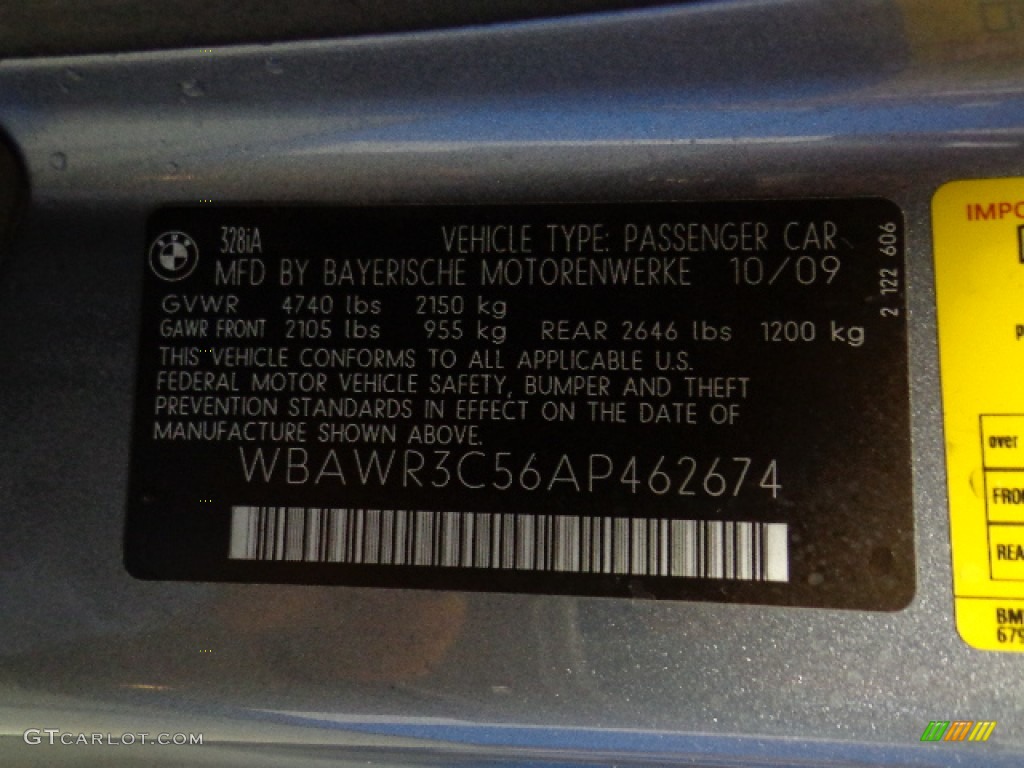 328iA VEHICLE TYPE: PASSENGER CAR
MFD BY BAYERISCHE MOTORENWERKE 10/09
GVWR 4740 lbs 2150 kg
GAWR FRONT 2105 lbs 955 kg REAR 2646 lbs 1200 kg
THIS VEHICLE CONFORMS TO ALL APPLICABLE U.S.
FEDERAL MOTOR VEHICLE SAFETY, BUMPER AND THEFT
PREVENTION STANDARDS IN EFFECT ON THE DATE OF
MANUFACTURE SHOWN ABOVE.
WBAWR3C56AP462674
2 122 606
IMPO
over
FRO
REA
BM
679
GTCARLOT.COM